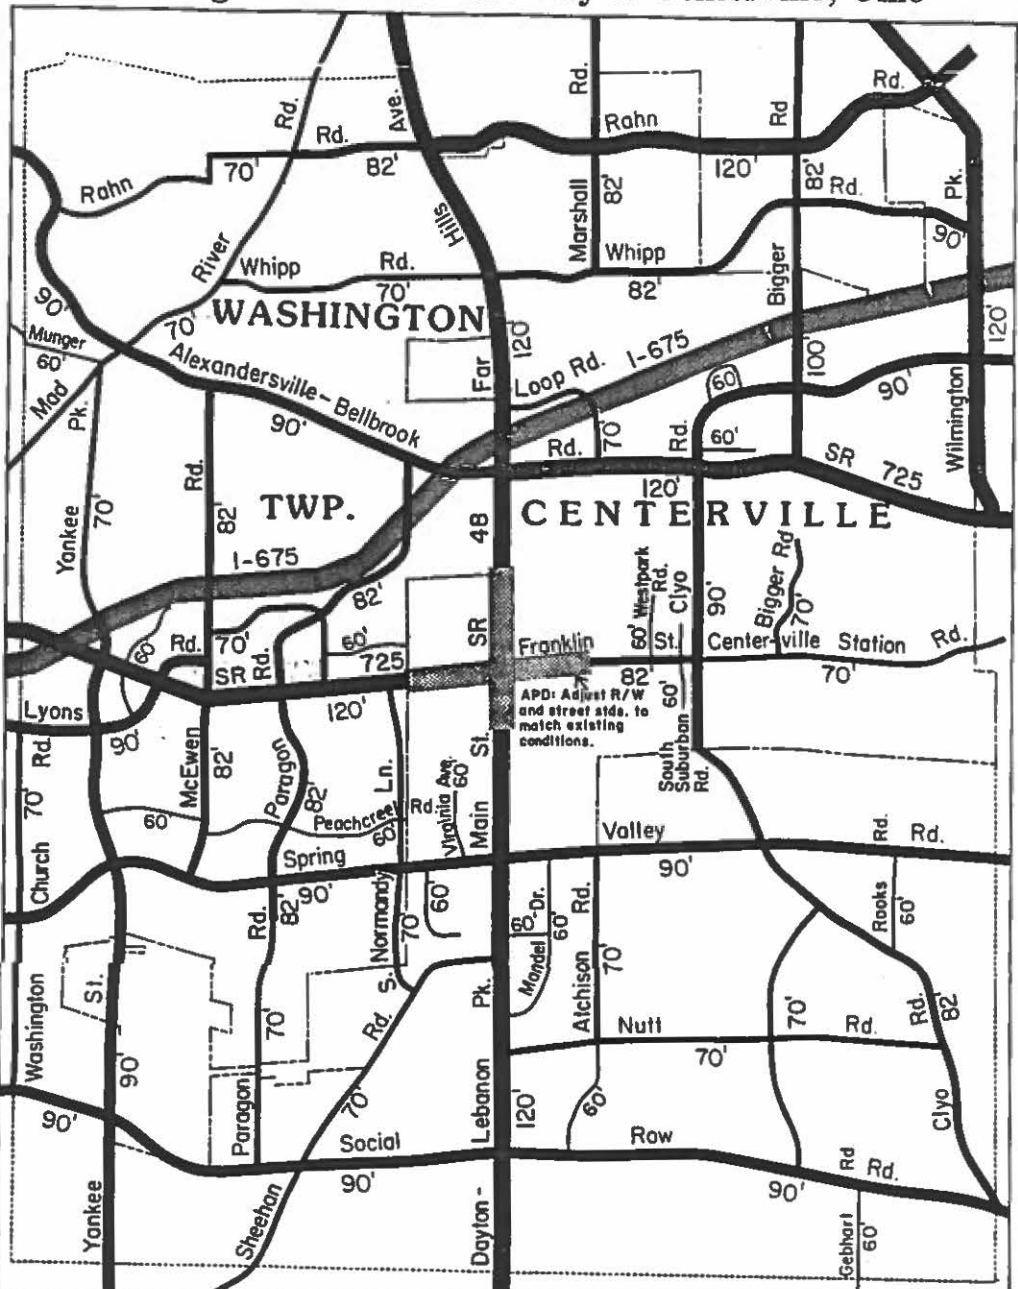 Rd.
Rd.
Rd
Rd.
Ave.
Rd.
Rahn
70'
82'
120'
82'
Rahn
Marshall
82'
Rd.
Pk.
Hills
River
Whipp
Rd.
70'
Whipp
82'
Bigger
90'
90'
70'
WASHINGTON
120'
Munger
60'
Alexandersville-Bellbrook
90'
Far
Loop Rd.
I-675
100'
120'
Mad
Pk.
60'
90'
Rd.
70'
Rd.
60'
Wilmington
Rd.
120'
SR 725
Yankee
70'
82'
TWP.
48
CENTERVILLE
I-675
82'
SR
60' Westpark
Rd.
Clyo
90'
Bigger Rd
70'
60'
Rd.
70'
SR
Rd.
60'
725
Franklin
St.
82'
60'
Center-ville Station Rd.
70'
APD: Adjust R/W
and street stds. to
match existing
conditions.
Lyons
90'
120'
Rd.
70'
McEwen
82'
Paragon
82'
Ln.
St.
South
Suburban
Rd.
60'
Peachcreek
Rd.
60'
Virginia Ave.
60'
Main
Valley
90'
Rd.
Rd.
Church
Spring
90'
82'
Rd.
Normandy
S.
70'
60'
60'
Dr.
60'
Mandel
Rd.
Atchison
70'
Rooks
60'
Washington
St.
90'
70'
Rd.
Pk.
Nutt
70'
70'
Rd.
Rd.
82'
Paragon
70'
Lebanon
120'
60'
Clyo
90'
Social
90'
Row
90'
Rd
Rd.
Yankee
Sheehan
Dayton-
Gebhart
60'